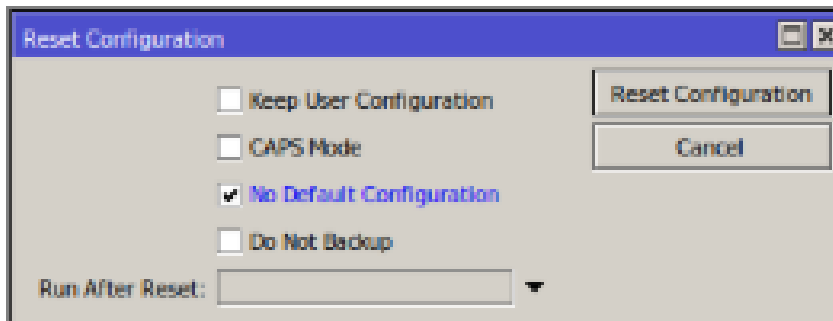 Reset Configuration
Keep User Configuration
Reset Configuration
CAPS Mode
Cancel
No Default Configuration
Do Not Backup
Run After Reset: